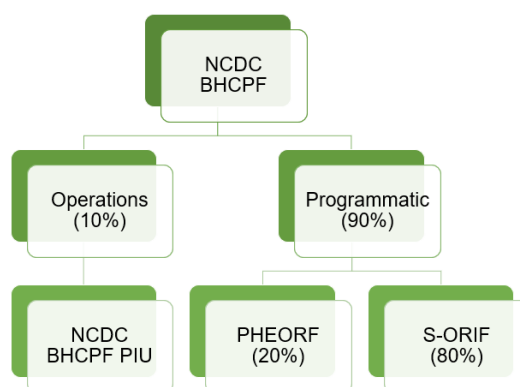 NCDC
BHCPF
Operations
(10%)
Programmatic
(90%)
NCDC
BHCPF PIU
PHEORF
(20%)
S-ORIF
(80%)